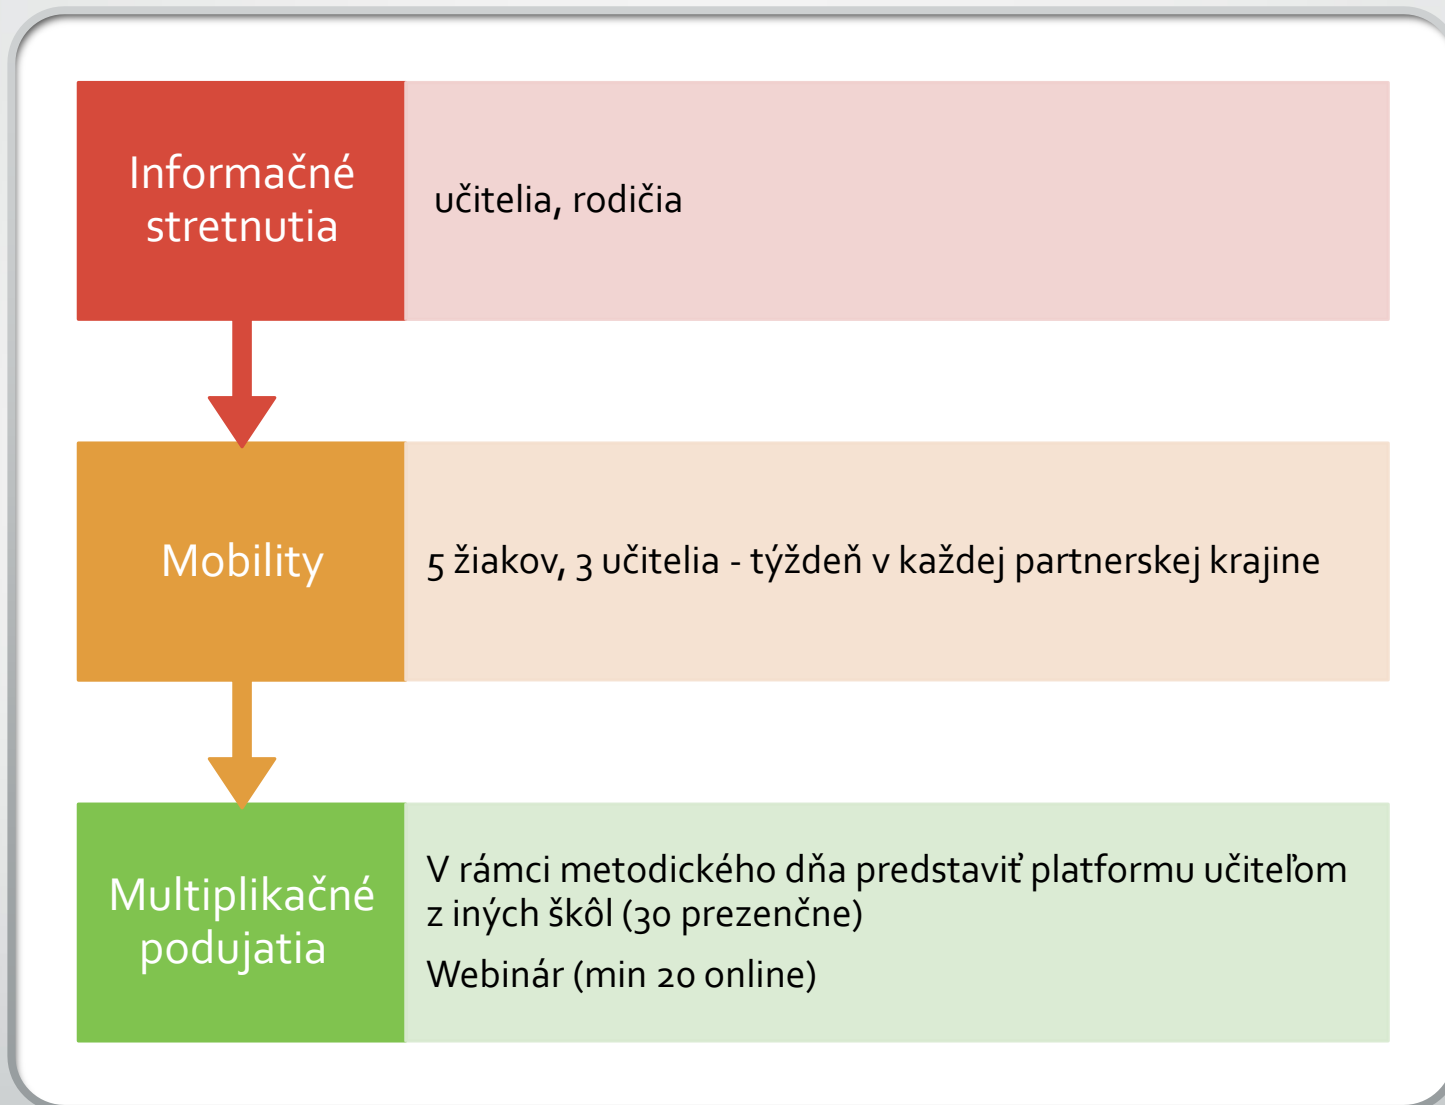 Informačné
stretnutia
učitelia, rodičia
Mobility
5 žiakov, 3 učitelia - týždeň v každej partnerskej krajine
Multiplikačné
podujatia
V rámci metodického dňa predstaviť platformu učiteľom
z iných škôl (30 prezenčne)
Webinár (min 20 online)